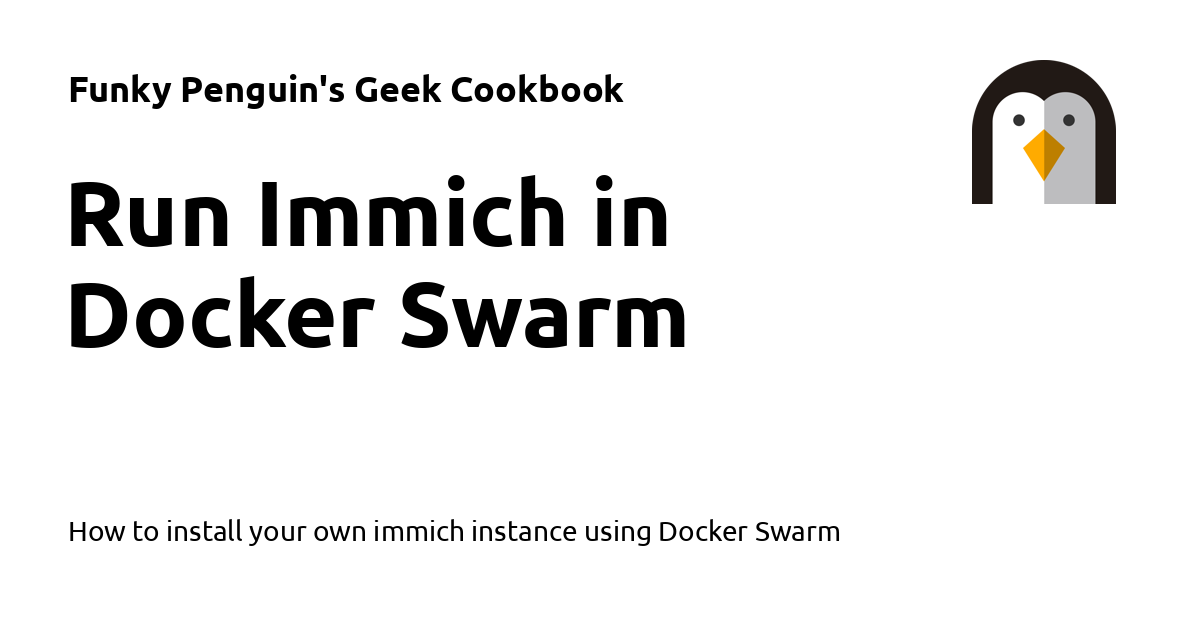 Funky Penguin's Geek Cookbook
Run Immich in
Docker Swarm
How to install your own immich instance using Docker Swarm